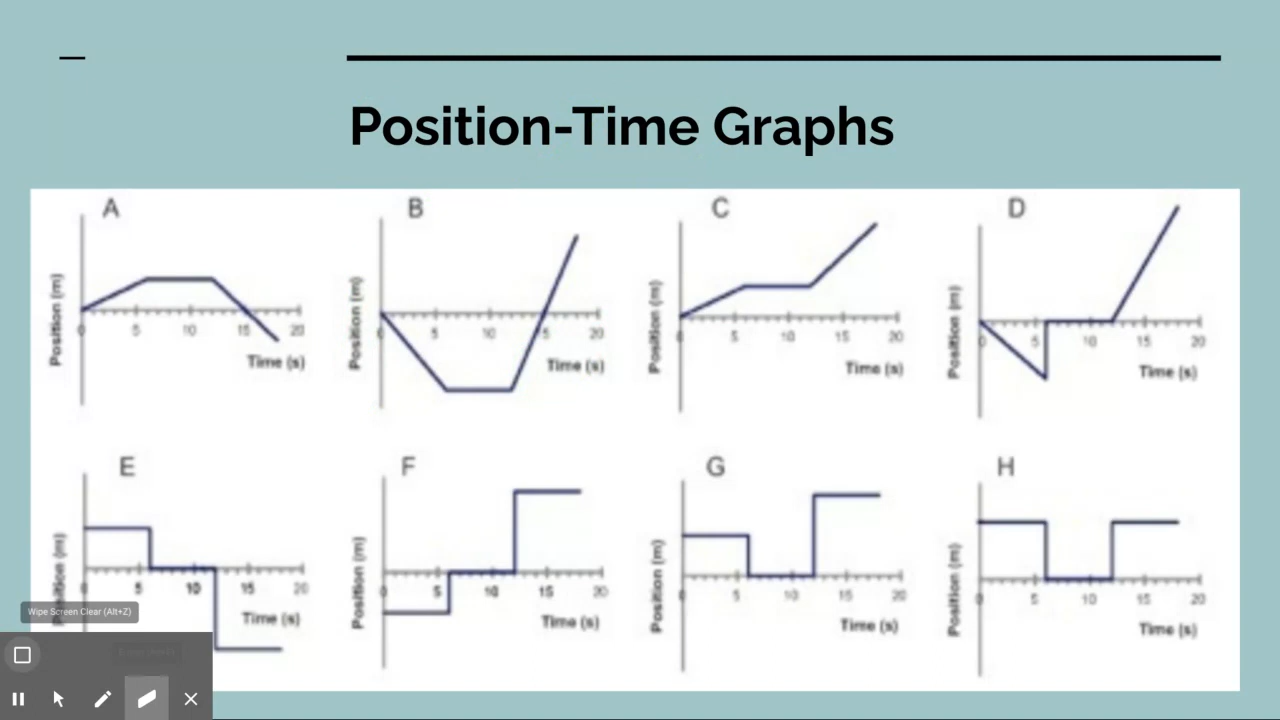 Position-Time Graphs
A
B
C
D
Position (m)
0
5
10
15
20
Time (s)
Position (m)
0
5
10
15
20
Time (s)
Position (m)
0
5
10
15
20
Time (s)
Position (m)
0
5
10
15
20
Time (s)
E
F
G
H
Position (m)
0
5
10
15
20
Time (s)
Position (m)
0
5
10
15
20
Time (s)
Position (m)
0
5
10
15
20
Time (s)
Position (m)
0
5
10
15
20
Time (s)
Wipe Screen Clear (Alt+Z)